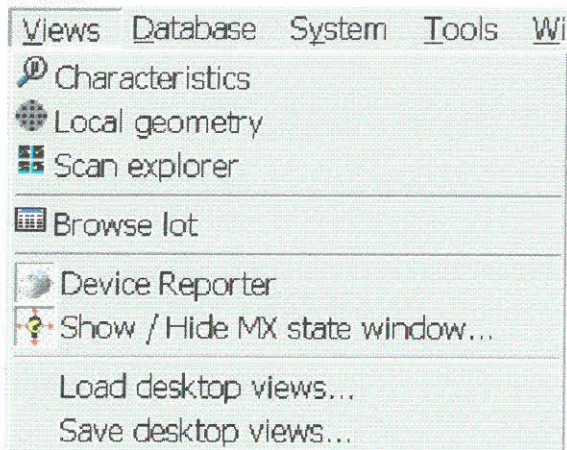 Views Database System Tools Wi
Characteristics
Local geometry
Scan explorer
Browse lot
Device Reporter
Show / Hide MX state window...
Load desktop views...
Save desktop views...